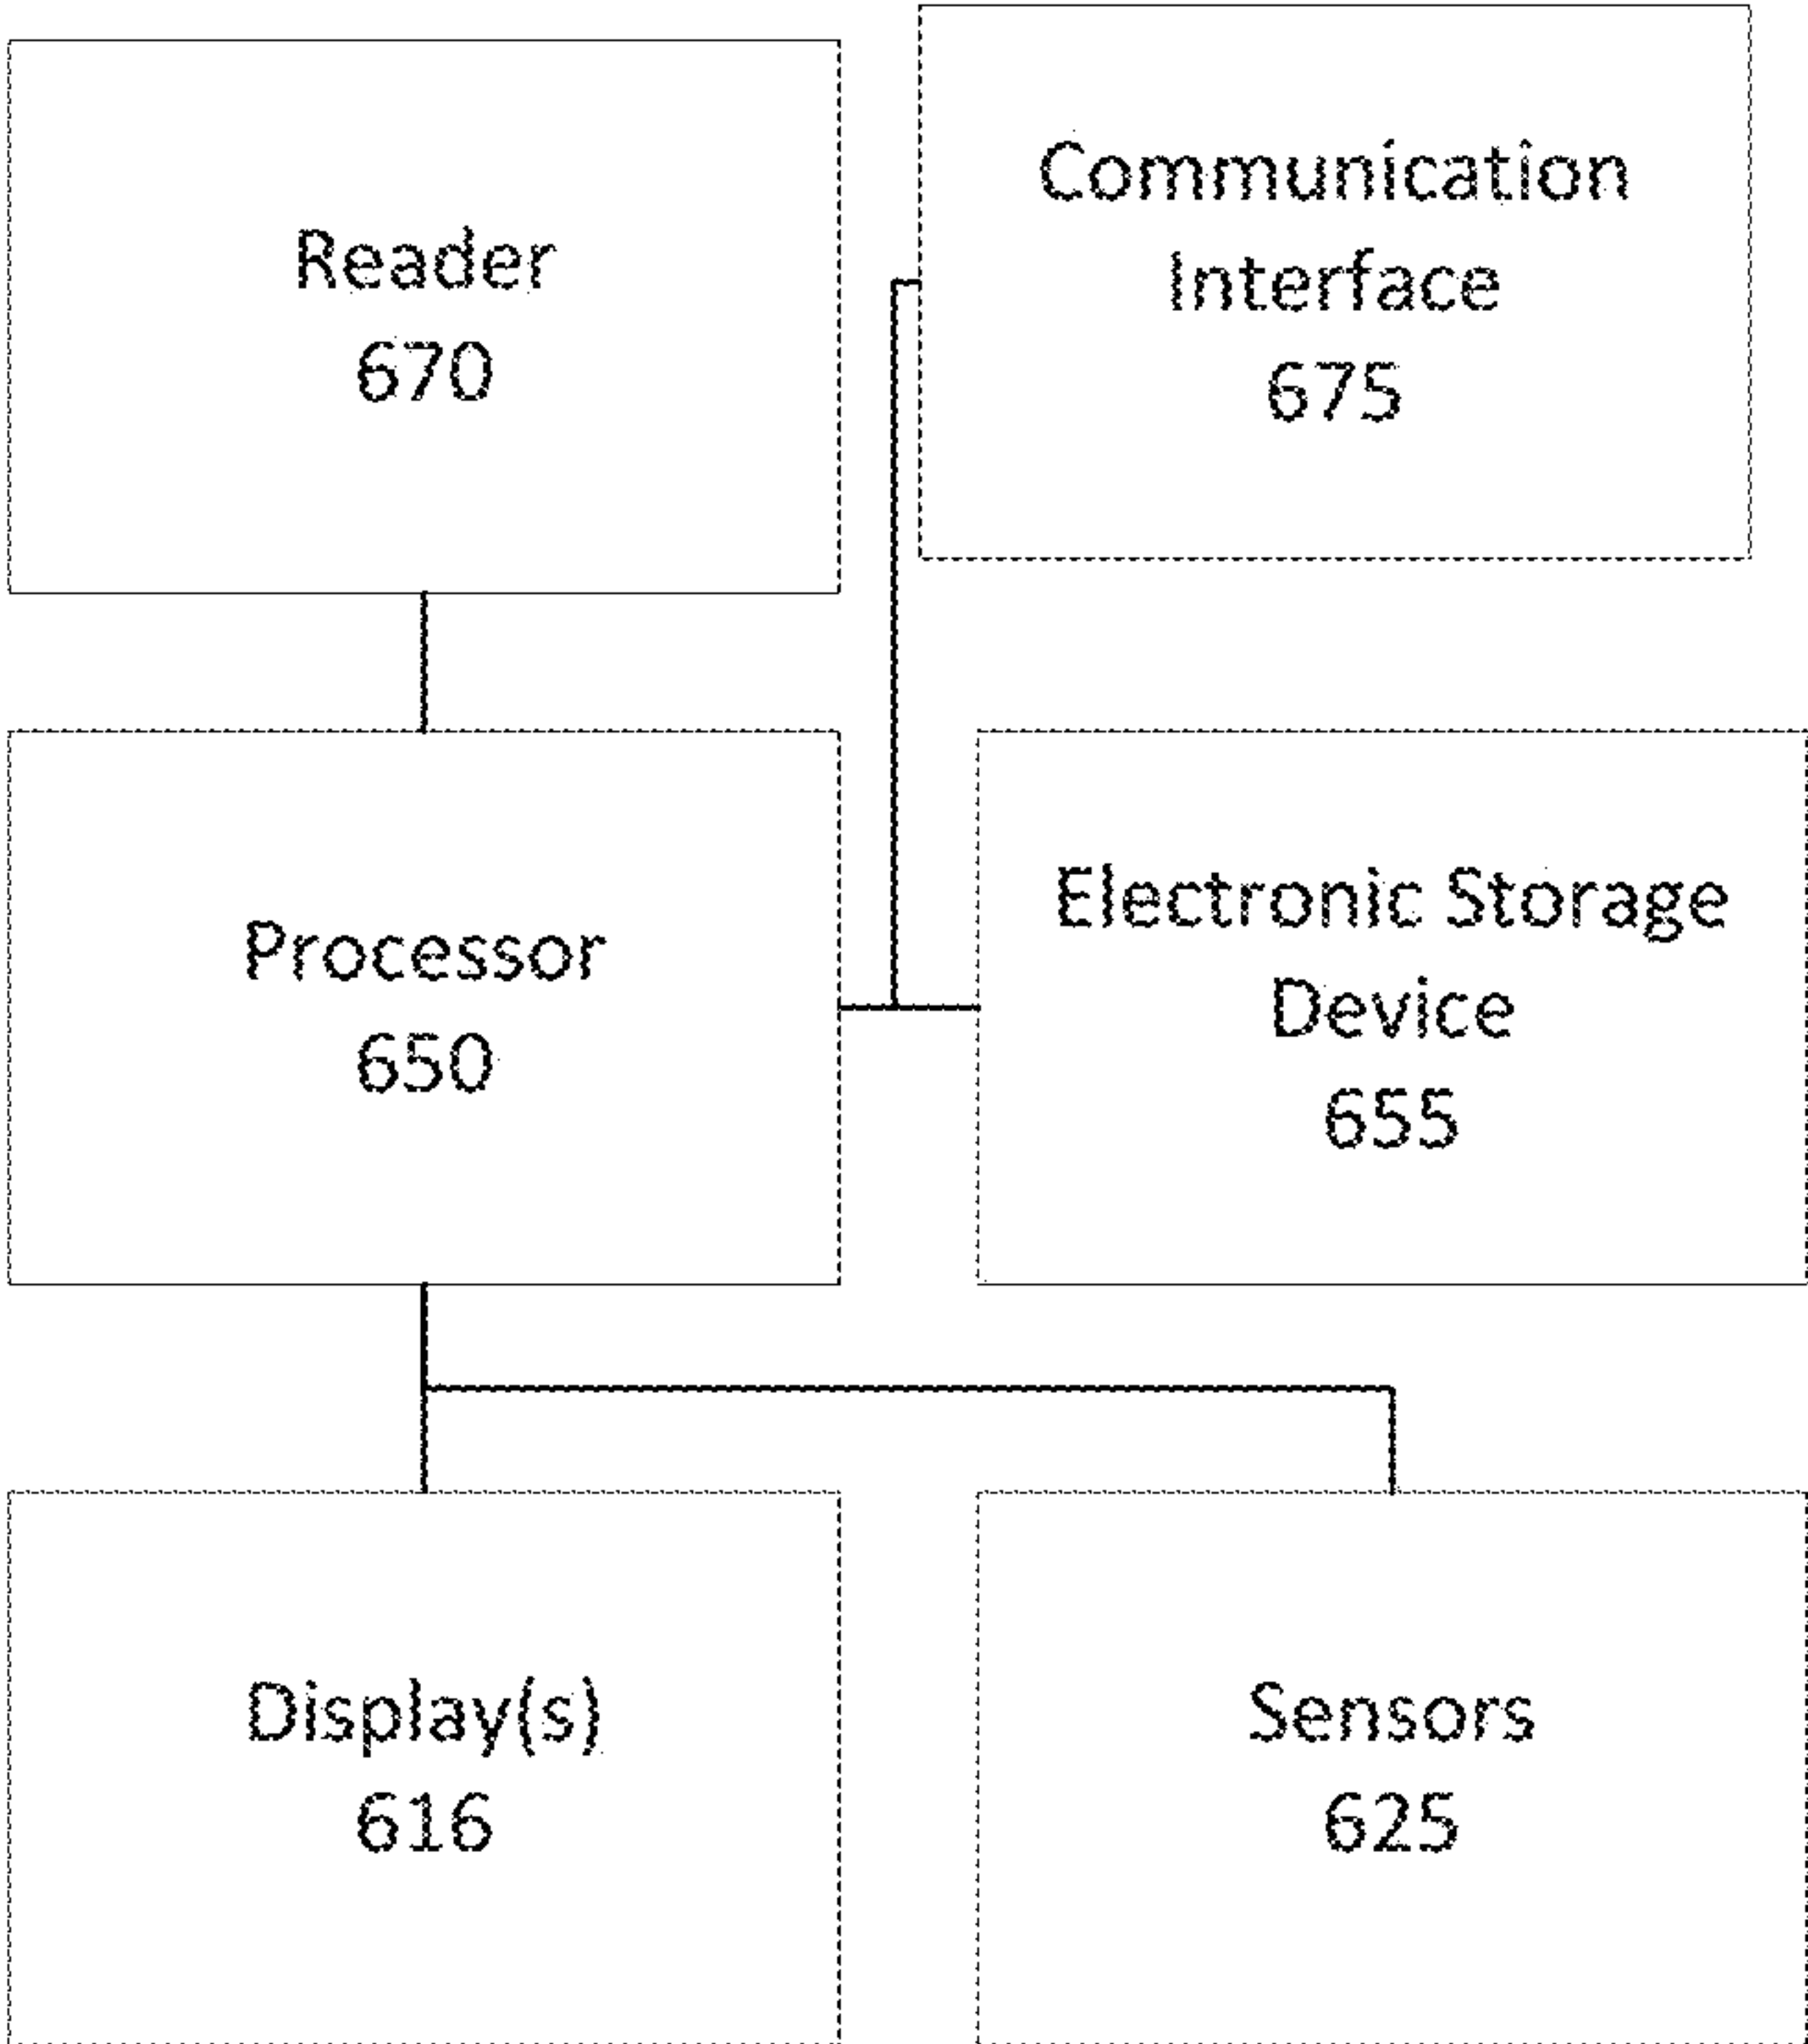 Reader
670
Communication
Interface
675
Processor
650
Electronic Storage
Device
655
Display(s)
616
Sensors
625